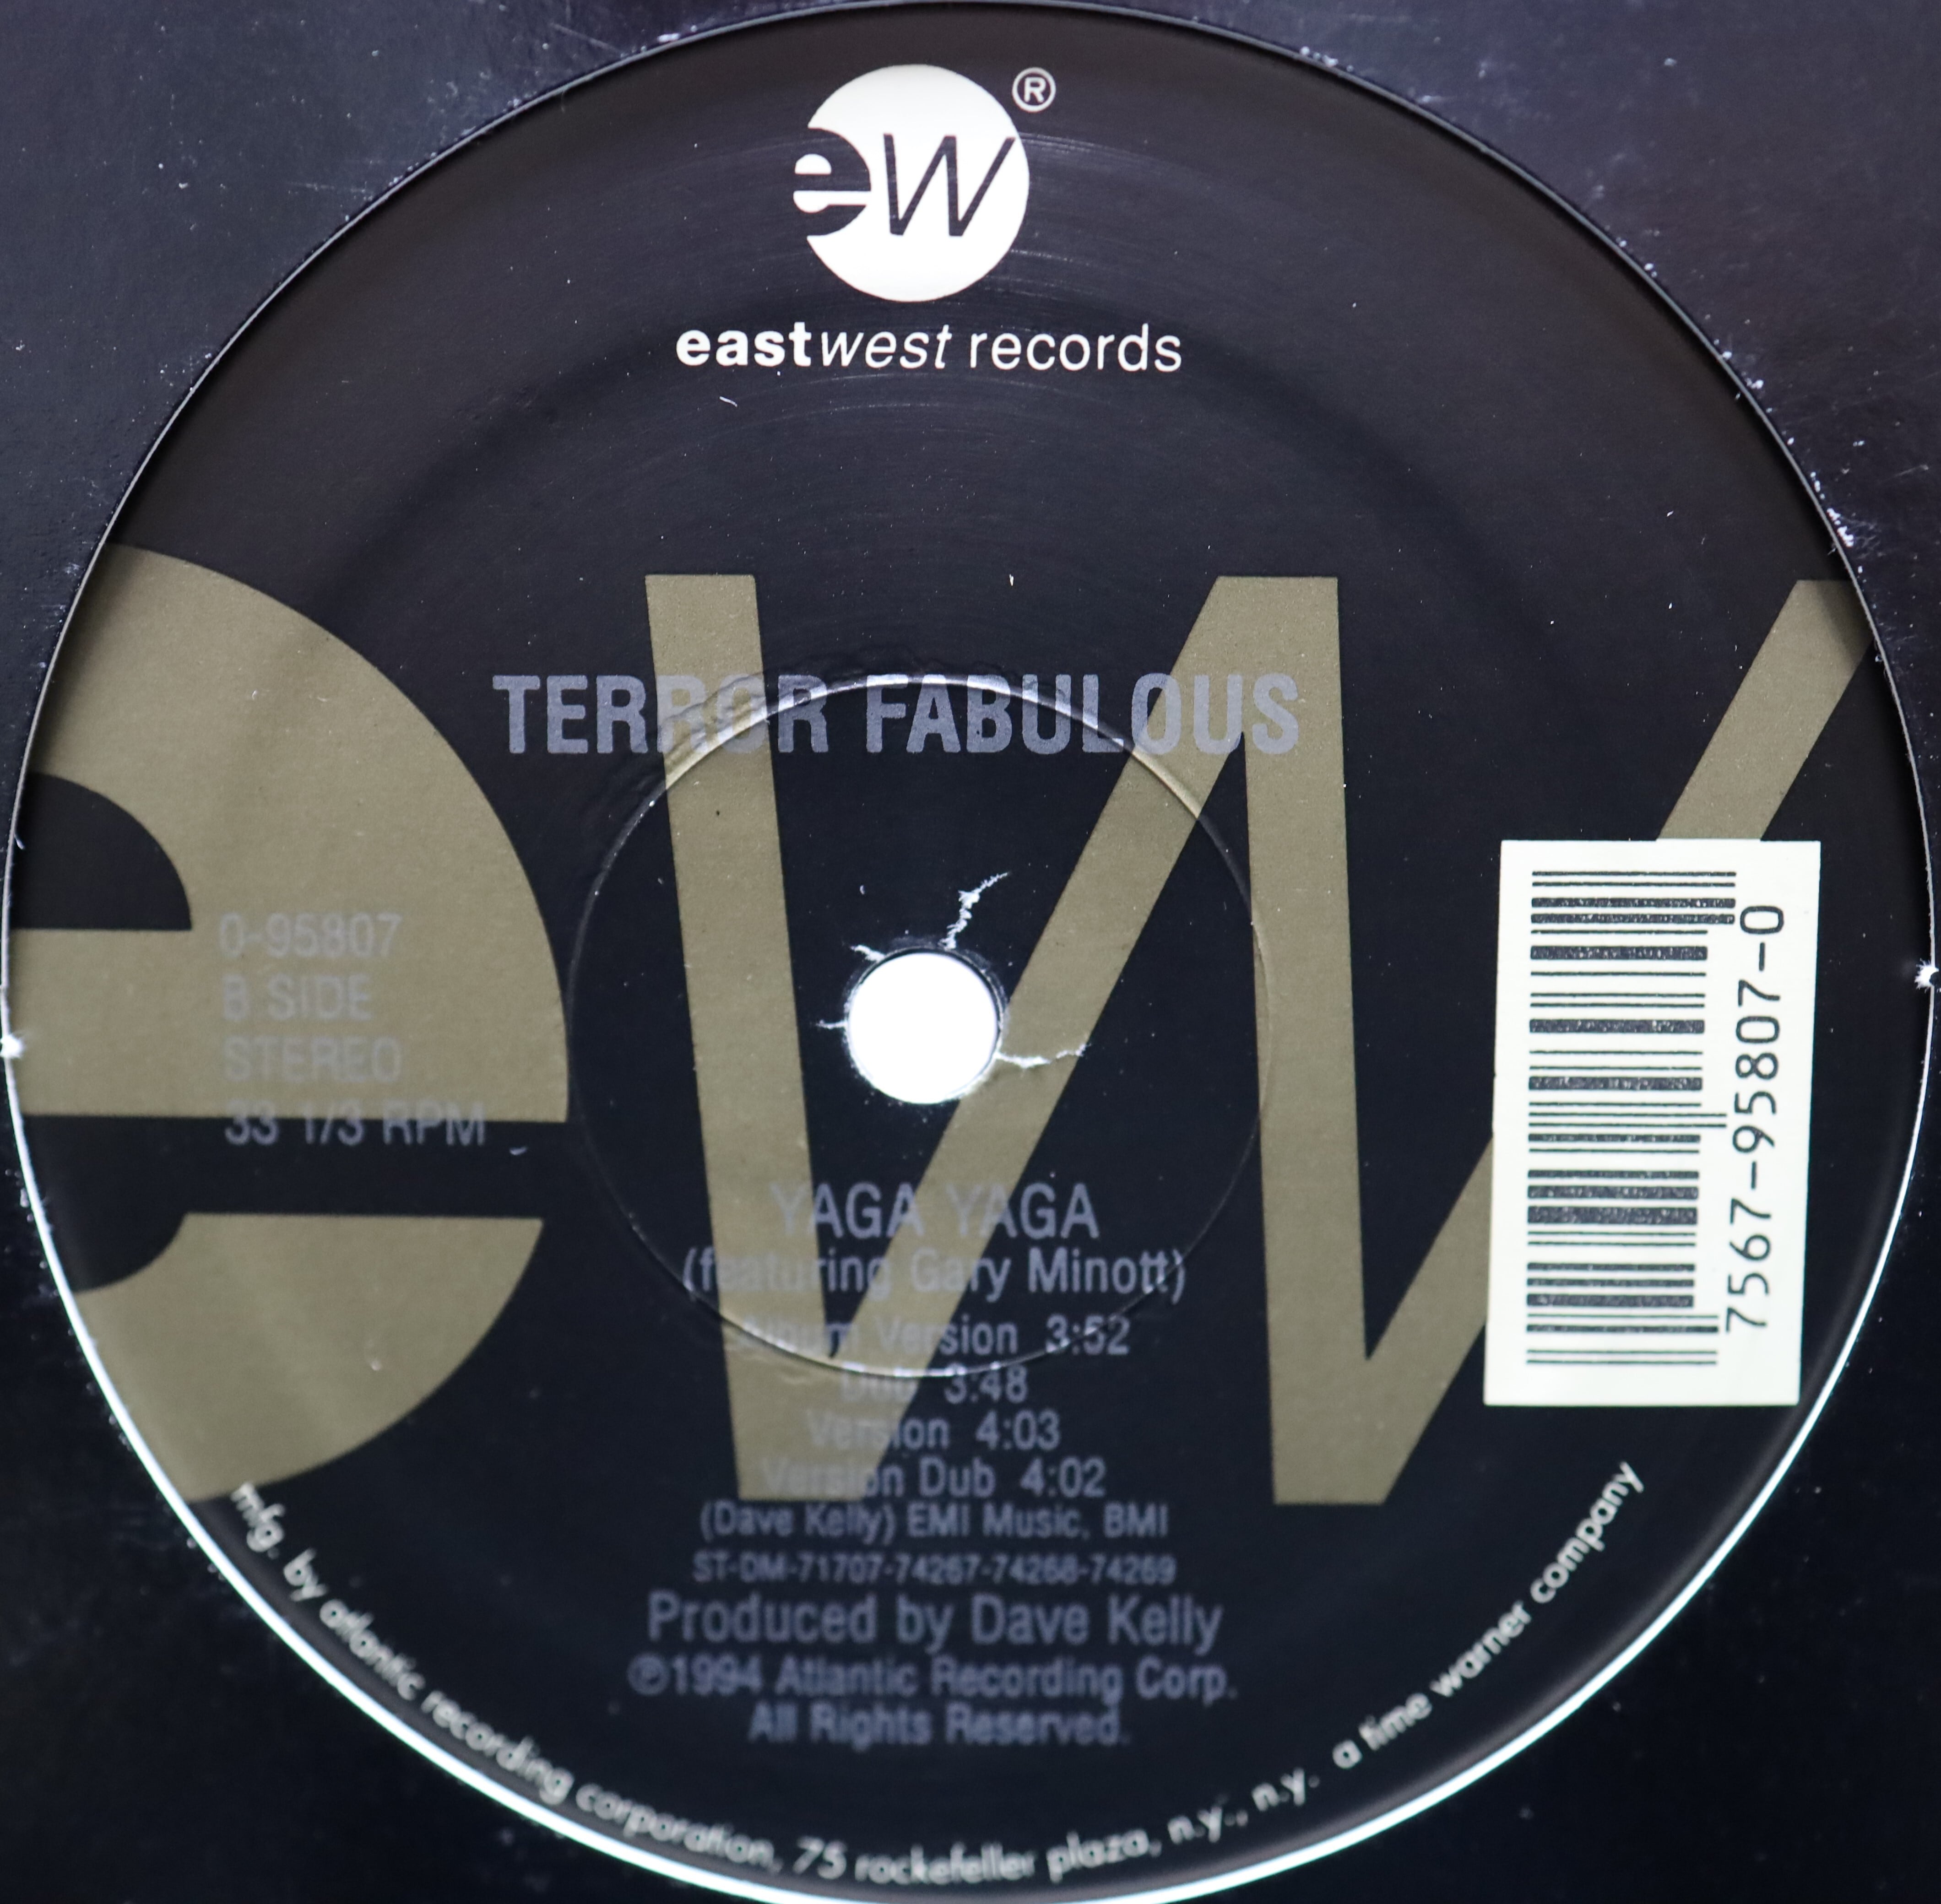 ew ®
eastwest records
TERROR FABULOUS
0-95807
B SIDE
STEREO
33 1/3 RPM
7567-95807-0
YAGA YAGA
(featuring Gary Minott)
Album Version 3:52
Dub 3:48
Version 4:03
Version Dub 4:02
(Dave Kelly) EMI Music, BMI
ST-DM-71707-74267-74268-74269
Produced by Dave Kelly
℗1994 Atlantic Recording Corp.
All Rights Reserved.
mfg. by atlantic recording corporation, 75 rockefeller plaza, n.y., n.y. a time warner company
ew